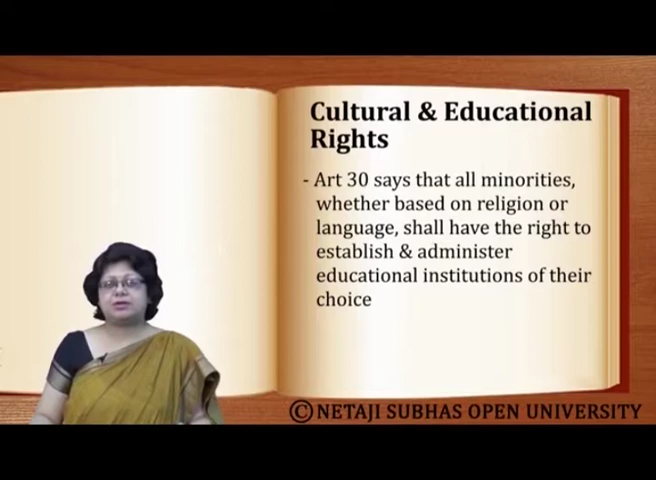 Cultural & Educational
Rights
- Art 30 says that all minorities,
whether based on religion or
language, shall have the right to
establish & administer
educational institutions of their
choice
©NETAJI SUBHAS OPEN UNIVERSITY